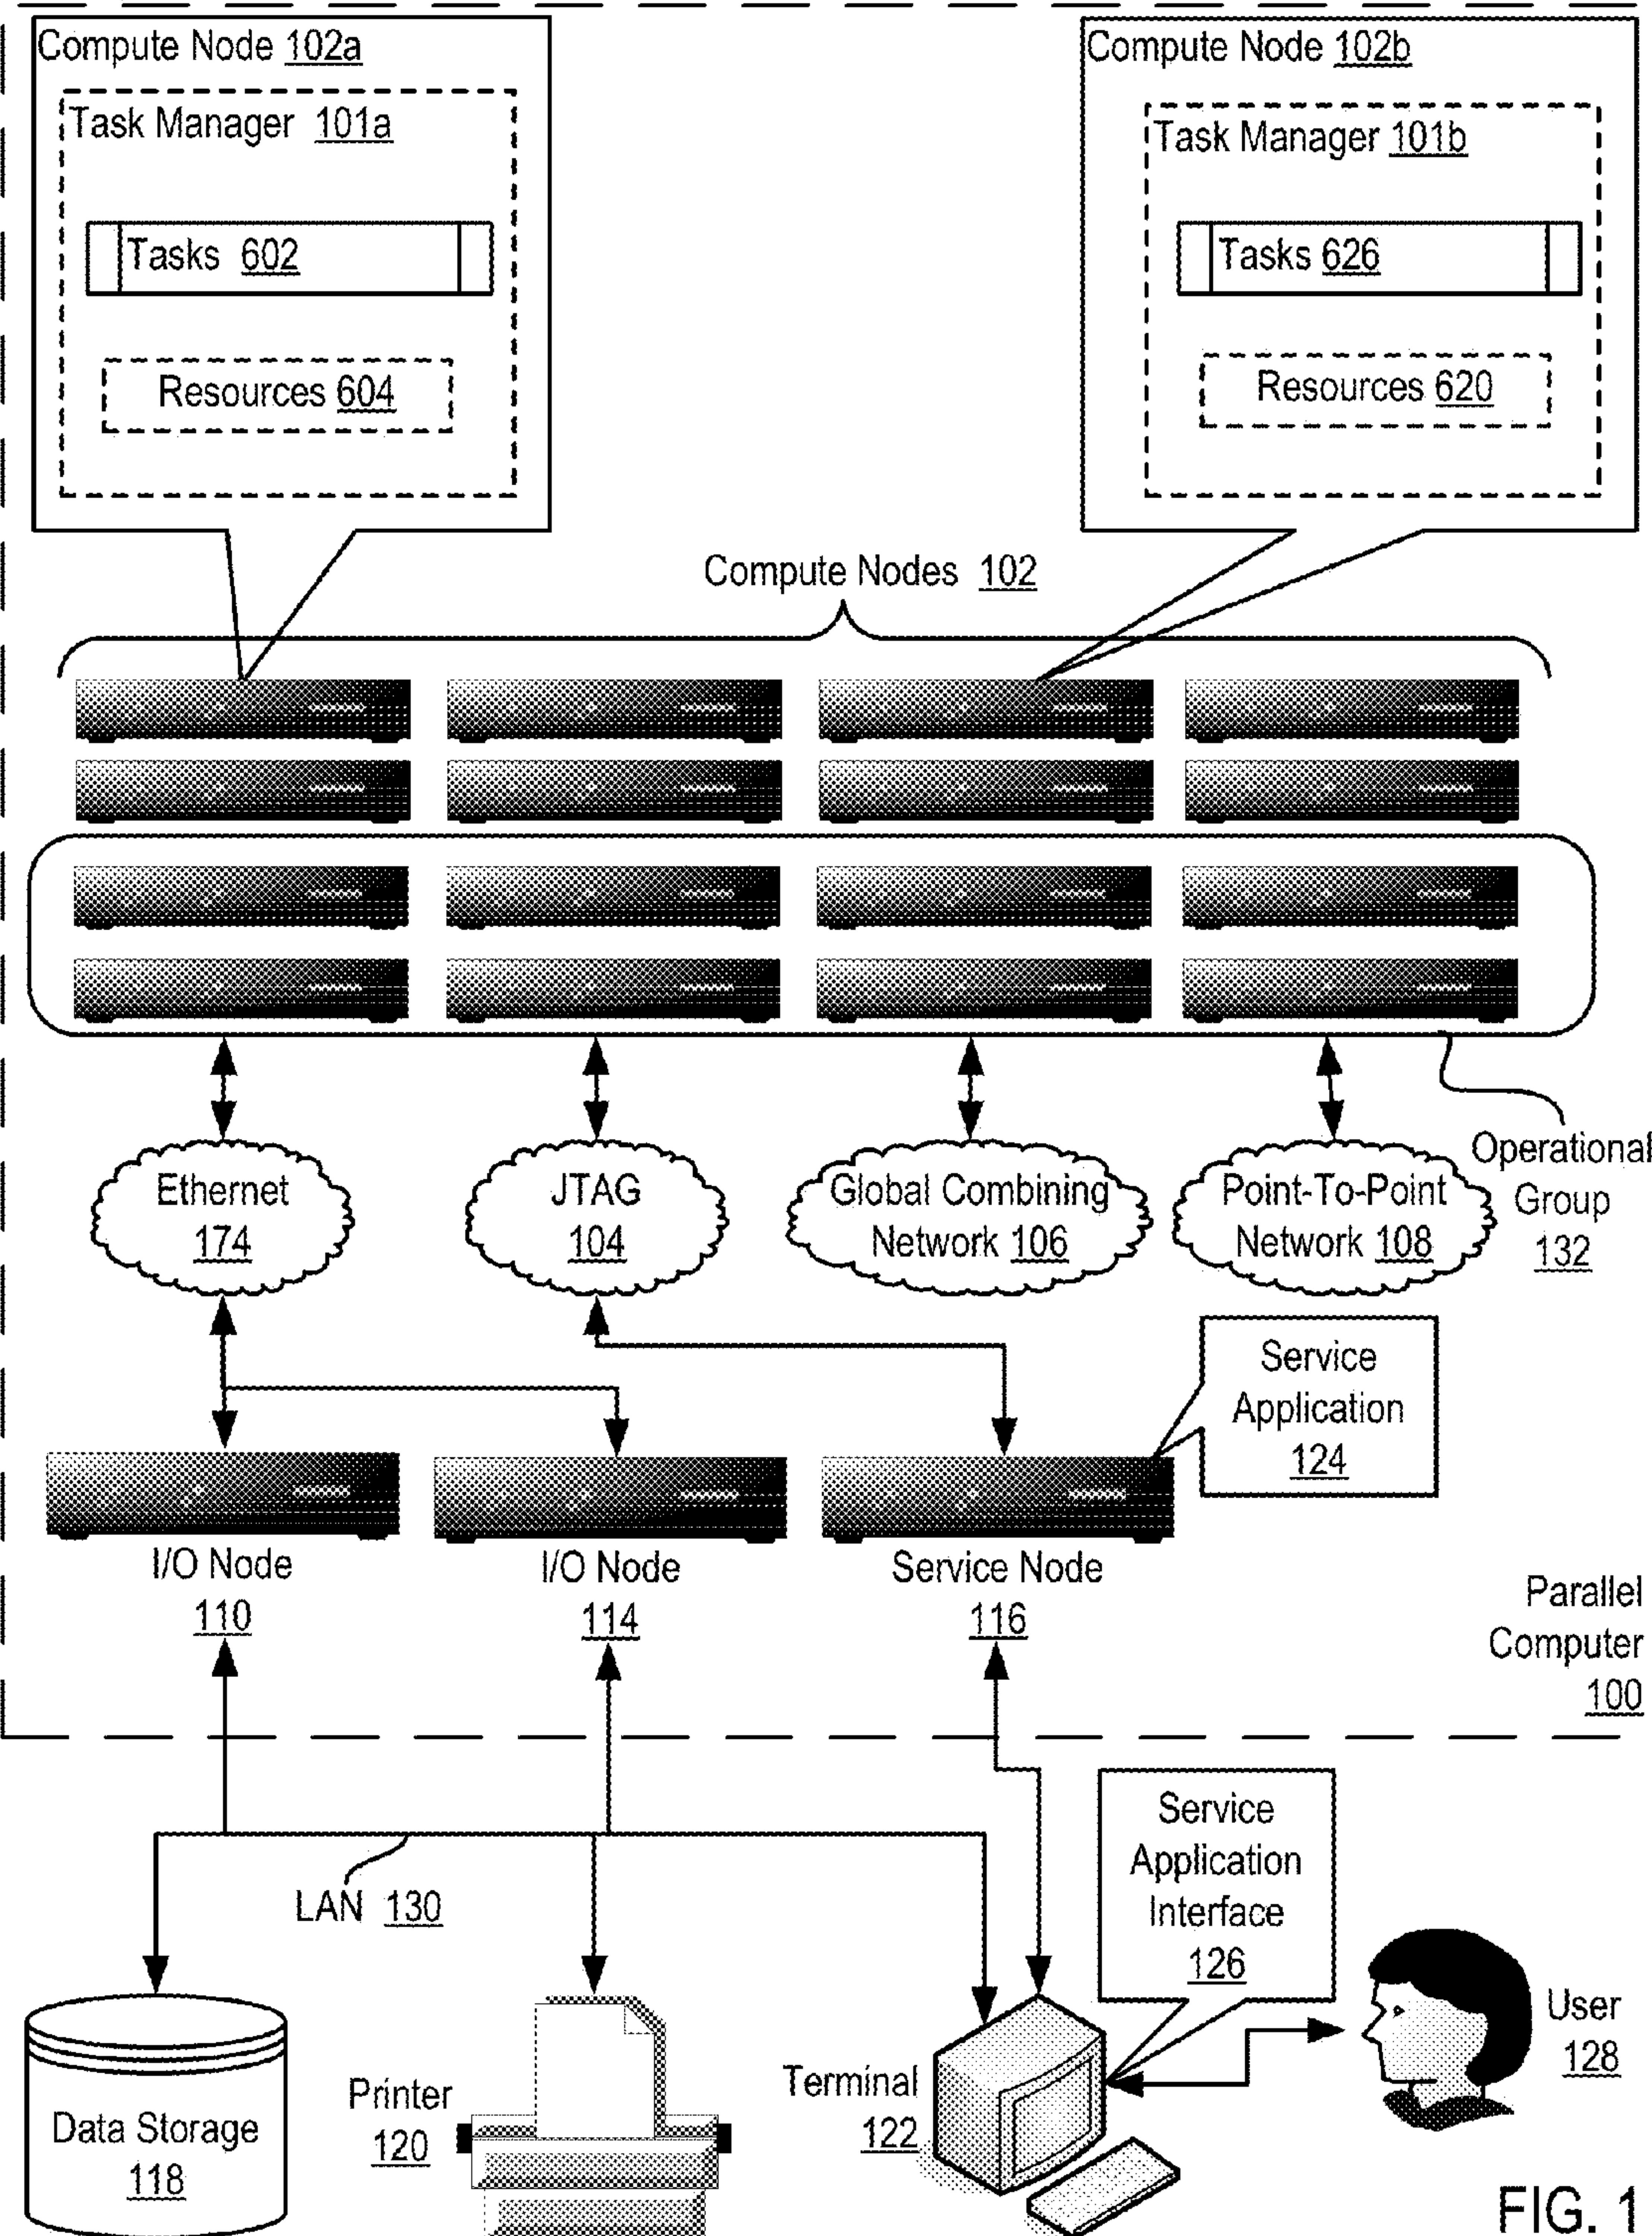 Compute Node 102a
Task Manager 101a
Tasks 602
Resources 604
Compute Node 102b
Task Manager 101b
Tasks 626
Resources 620
Compute Nodes 102
Ethernet
174
JTAG
104
Global Combining
Network 106
Point-To-Point
Network 108
Operational
Group
132
Service
Application
124
I/O Node
110
I/O Node
114
Service Node
116
Parallel
Computer
100
LAN 130
Service
Application
Interface
126
Data Storage
118
Printer
120
Terminal
122
User
128
FIG. 1